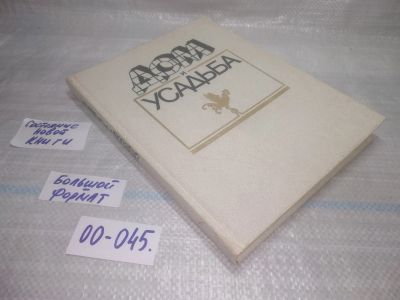 ДОМ
И
УСАДЬБА
СОСТОЯНИЕ
НОВОЙ
КНИГИ
БОЛЬШОЙ
ФОРМАТ
00-045.